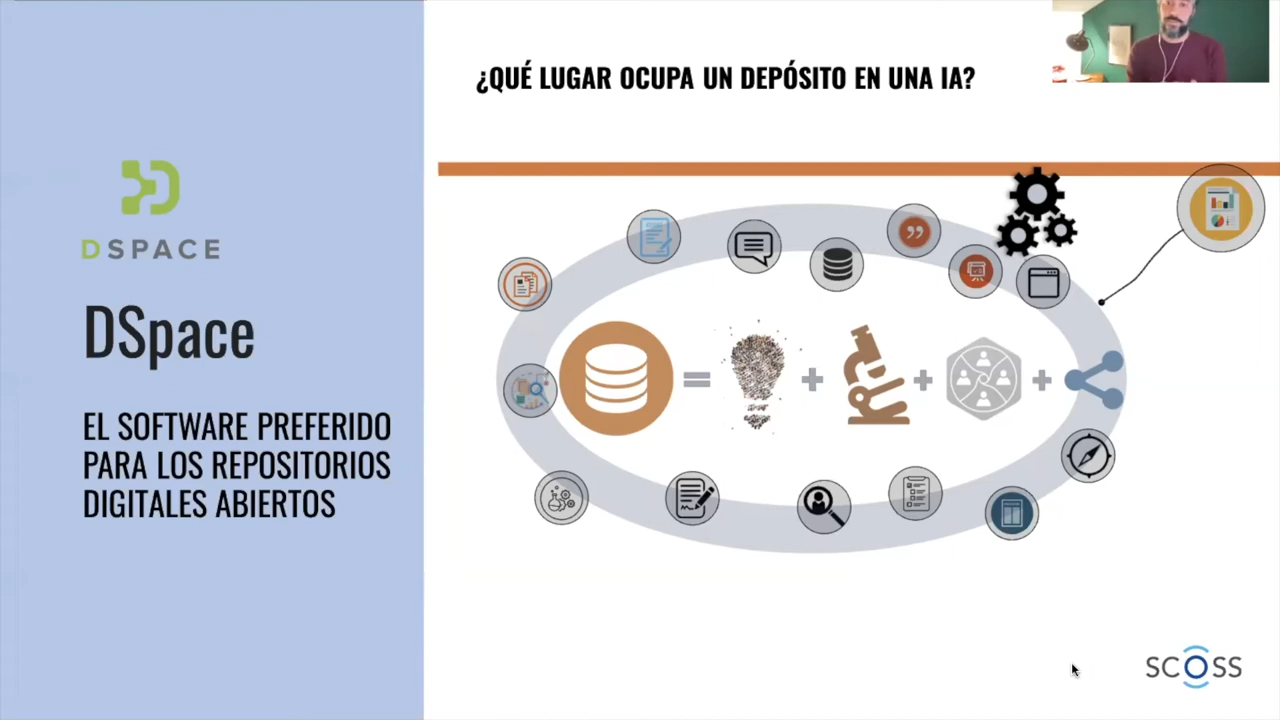 ¿QUÉ LUGAR OCUPA UN DEPÓSITO EN UNA IA?
DSPACE
DSpace
EL SOFTWARE PREFERIDO
PARA LOS REPOSITORIOS
DIGITALES ABIERTOS
SCOSS